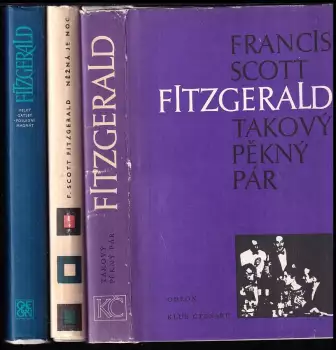 FITZGERALD
VELKÝ
GATSBY
POSLEDNÍ
MAGNÁT
F. SCOTT FITZGERALD NĚŽNÁ JE NOC
FITZGERALD
TAKOVÝ
PĚKNÝ PÁR
KČ
FRANCIS
SCOTT
FITZGERALD
TAKOVÝ
PĚKNÝ
PÁR
ODEON
KLUB ČTENÁŘŮ